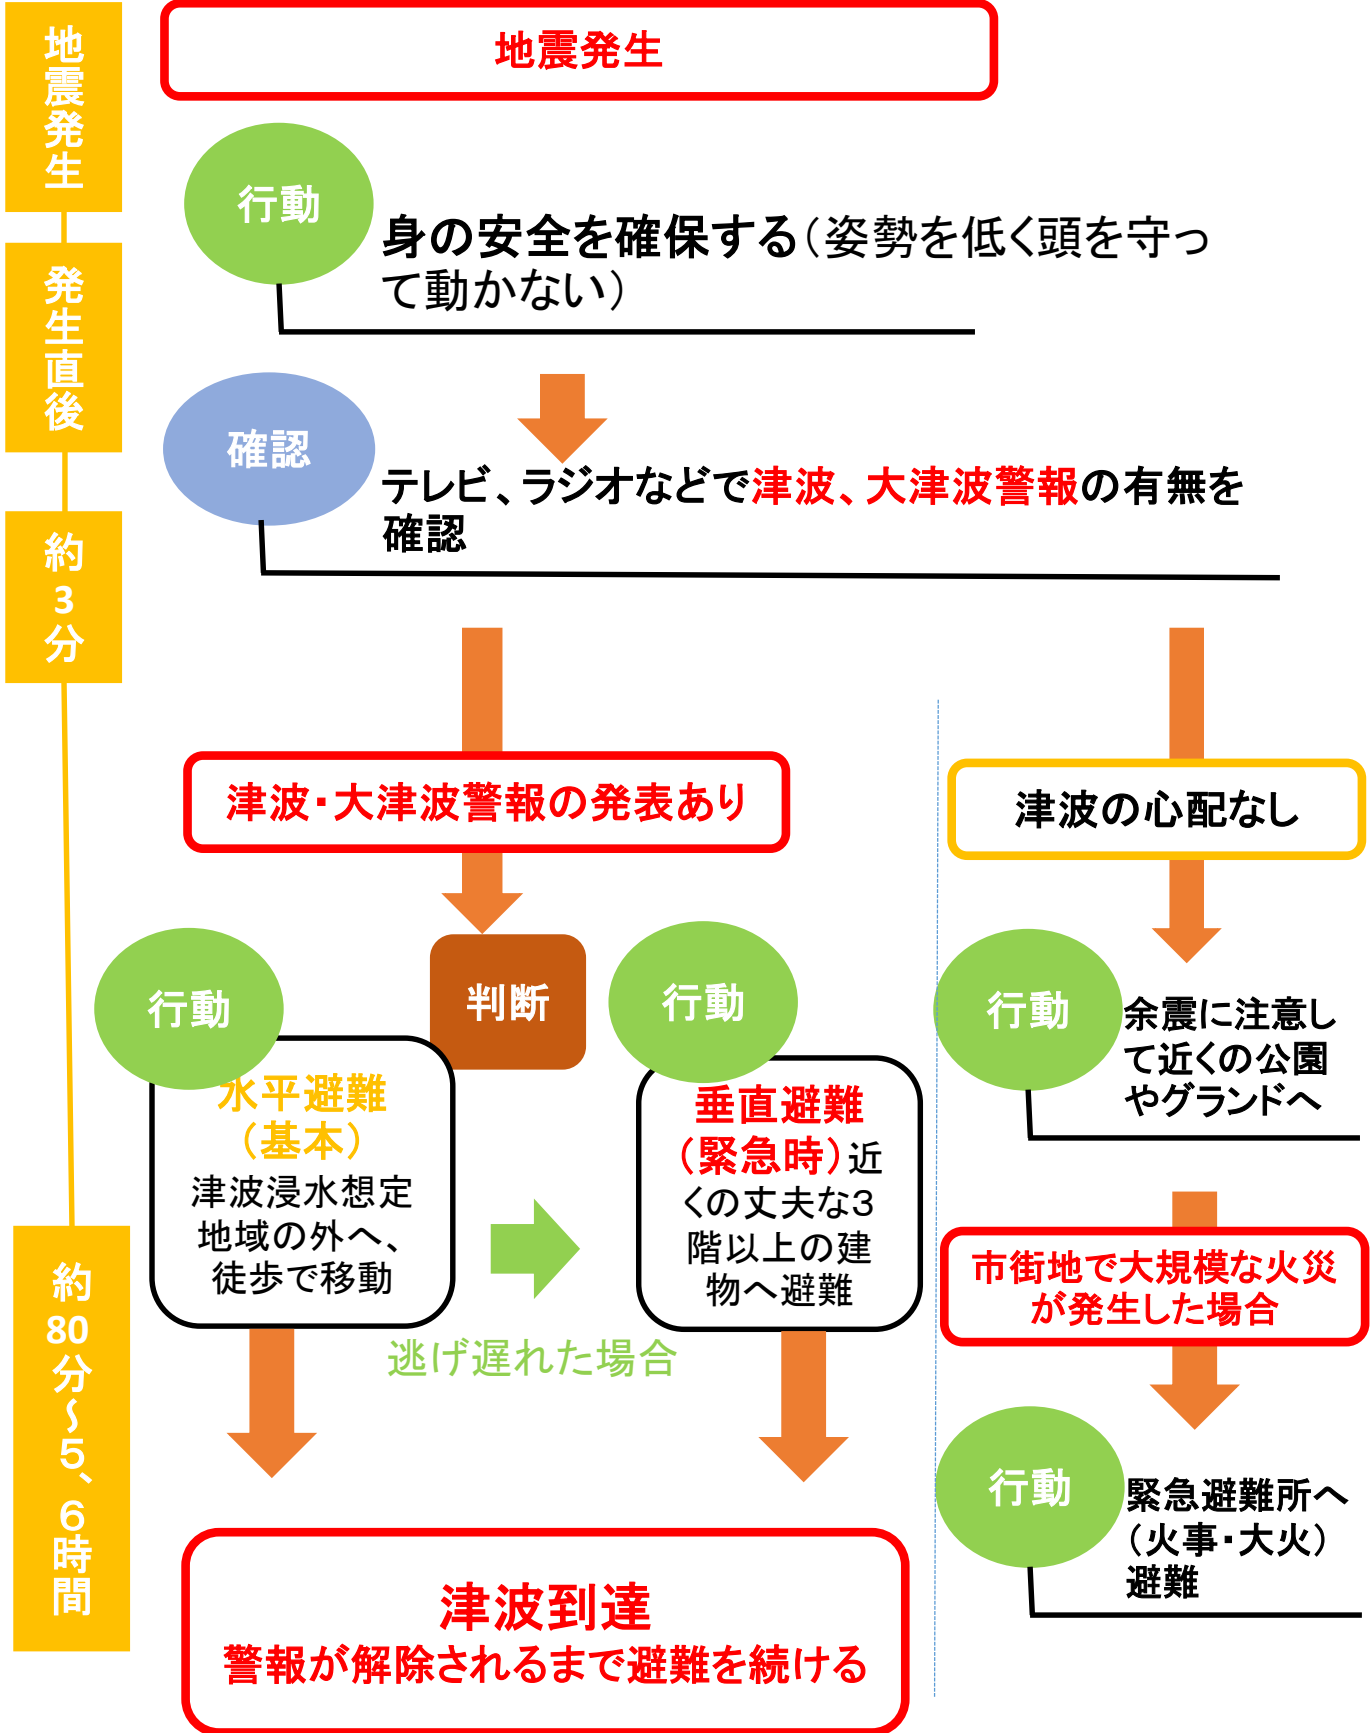 地震発生
発生直後
約
3
分
約
80
分～５、６時間
地震発生
行動
身の安全を確保する（姿勢を低く頭を守っ
て動かない）
確認
テレビ、ラジオなどで津波、大津波警報の有無を
確認
津波・大津波警報の発表あり
判断
行動
水平避難
（基本）
津波浸水想定
地域の外へ、
徒歩で移動
逃げ遅れた場合
行動
垂直避難
（緊急時）近
くの丈夫な３
階以上の建
物へ避難
津波到達
警報が解除されるまで避難を続ける
津波の心配なし
行動
余震に注意し
て近くの公園
やグランドへ
市街地で大規模な火災
が発生した場合
行動
緊急避難所へ
（火事・大火）
避難